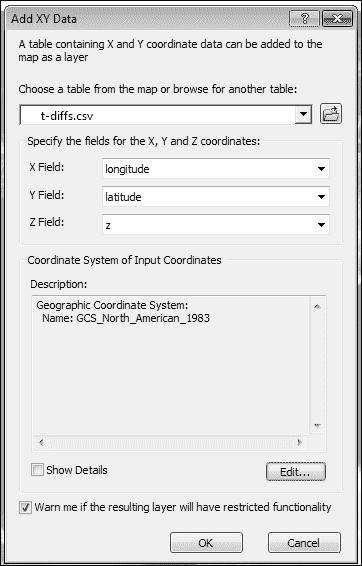 Add XY Data
A table containing X and Y coordinate data can be added to the
map as a layer
Choose a table from the map or browse for another table:
t-diffs.csv
Specify the fields for the X, Y and Z coordinates:
X Field: longitude
Y Field: latitude
Z Field: z
Coordinate System of Input Coordinates
Description:
Geographic Coordinate System:
Name: GCS_North_American_1983
Show Details
Edit...
Warn me if the resulting layer will have restricted functionality
OK Cancel